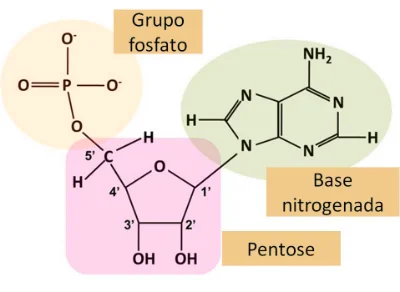 Grupo
fosfato
O-
O
P
O-
O
NH2
N
N
H
N
N
H
5'
C
H
H
O
4'
1'
3'
2'
OH
OH
Base
nitrogenada
Pentose